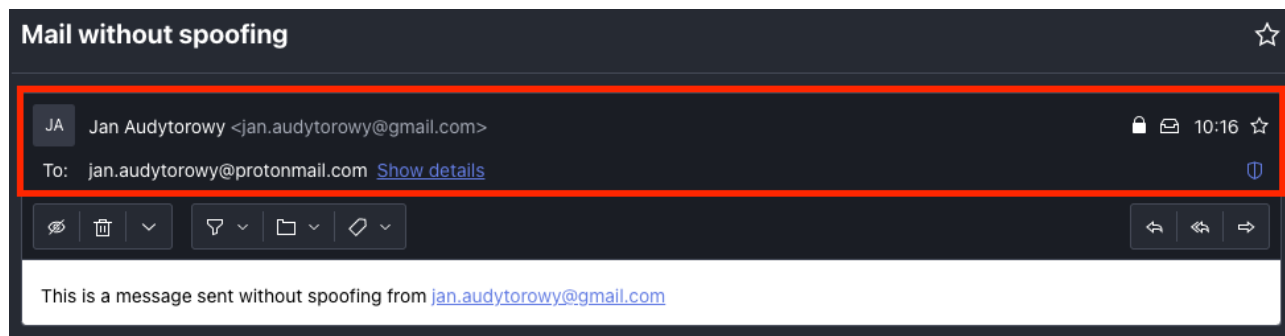 Mail without spoofing
JA Jan Audytorowy <jan.audytorowy@gmail.com> 10:16
To: jan.audytorowy@protonmail.com Show details
This is a message sent without spoofing from jan.audytorowy@gmail.com